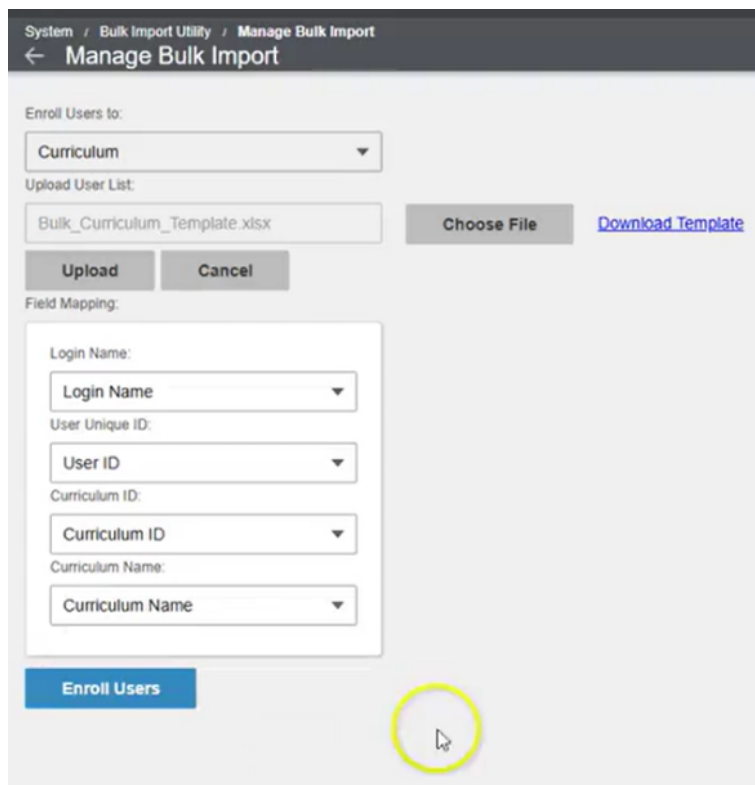 System / Bulk Import Utility / Manage Bulk Import
← Manage Bulk Import
Enroll Users to:
Curriculum
Upload User List:
Bulk_Curriculum_Template.xlsx Choose File Download Template
Upload Cancel
Field Mapping:
Login Name:
Login Name
User Unique ID:
User ID
Curriculum ID:
Curriculum ID
Curriculum Name:
Curriculum Name
Enroll Users